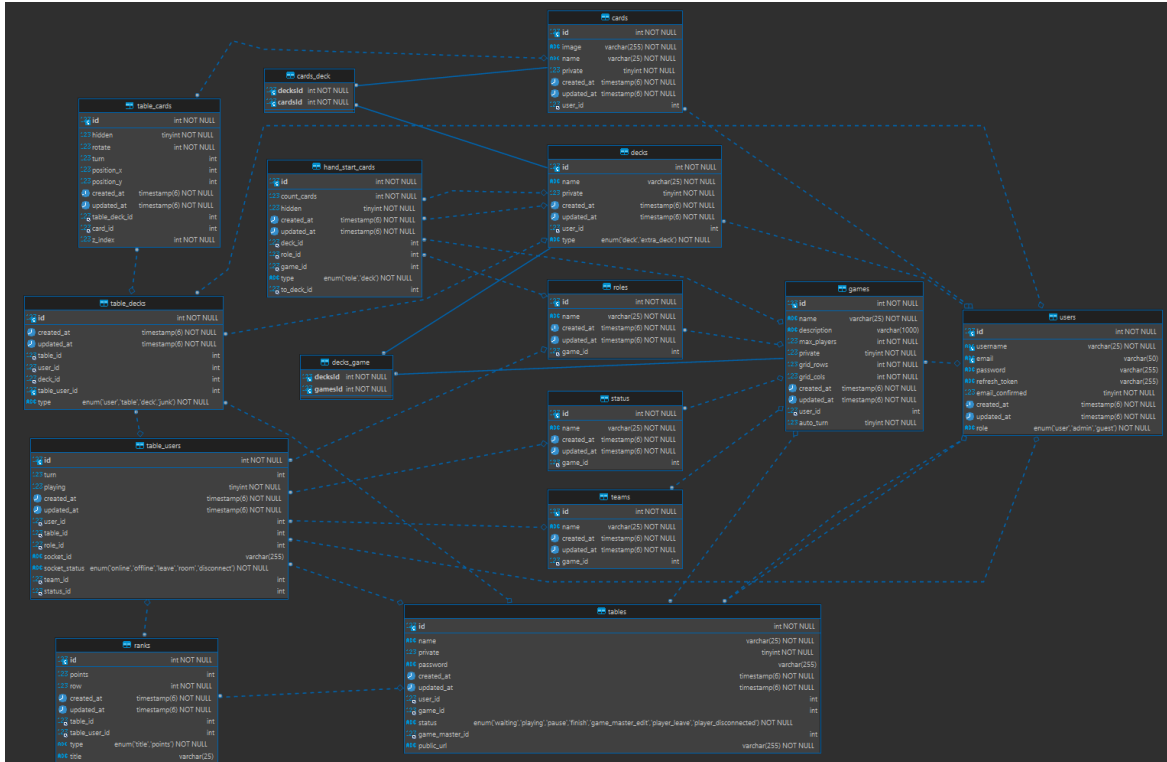 cards
id int NOT NULL
image varchar(255) NOT NULL
name varchar(25) NOT NULL
private tinyint NOT NULL
created_at timestamp(6) NOT NULL
updated_at timestamp(6) NOT NULL
user_id int
cards_deck
decksId int NOT NULL
cardsId int NOT NULL
table_cards
id int NOT NULL
hidden tinyint NOT NULL
rotate int NOT NULL
turn int
position_x int
position_y int
created_at timestamp(6) NOT NULL
updated_at timestamp(6) NOT NULL
table_deck_id int
card_id int
z_index int NOT NULL
hand_start_cards
id int NOT NULL
count_cards int NOT NULL
hidden tinyint NOT NULL
created_at timestamp(6) NOT NULL
updated_at timestamp(6) NOT NULL
deck_id int
role_id int
game_id int
type enum('role','deck') NOT NULL
to_deck_id int
decks
id int NOT NULL
name varchar(25) NOT NULL
private tinyint NOT NULL
created_at timestamp(6) NOT NULL
updated_at timestamp(6) NOT NULL
user_id int
type enum('deck','extra_deck') NOT NULL
roles
id int NOT NULL
name varchar(25) NOT NULL
created_at timestamp(6) NOT NULL
updated_at timestamp(6) NOT NULL
game_id int
games
id int NOT NULL
name varchar(25) NOT NULL
description varchar(1000)
max_players int NOT NULL
private tinyint NOT NULL
grid_rows int NOT NULL
grid_cols int NOT NULL
created_at timestamp(6) NOT NULL
updated_at timestamp(6) NOT NULL
user_id int
auto_turn tinyint NOT NULL
users
id int NOT NULL
username varchar(25) NOT NULL
email varchar(50)
password varchar(255)
refresh_token varchar(255)
email_confirmed tinyint NOT NULL
created_at timestamp(6) NOT NULL
updated_at timestamp(6) NOT NULL
role enum('user','admin','guest') NOT NULL
table_decks
id int NOT NULL
created_at timestamp(6) NOT NULL
updated_at timestamp(6) NOT NULL
table_id int
user_id int
deck_id int
table_user_id int
type enum('user','table','deck','junk') NOT NULL
decks_game
decksId int NOT NULL
gamesId int NOT NULL
status
id int NOT NULL
name varchar(25) NOT NULL
created_at timestamp(6) NOT NULL
updated_at timestamp(6) NOT NULL
game_id int
table_users
id int NOT NULL
turn int
playing tinyint NOT NULL
created_at timestamp(6) NOT NULL
updated_at timestamp(6) NOT NULL
user_id int
table_id int
role_id int
socket_id varchar(255)
socket_status enum('online','offline','leave','room','disconnect') NOT NULL
team_id int
status_id int
teams
id int NOT NULL
name varchar(25) NOT NULL
created_at timestamp(6) NOT NULL
updated_at timestamp(6) NOT NULL
game_id int
tables
id int NOT NULL
name varchar(25) NOT NULL
private tinyint NOT NULL
password varchar(255)
created_at timestamp(6) NOT NULL
updated_at timestamp(6) NOT NULL
user_id int
game_id int
status enum('waiting','playing','pause','finish','game_master_edit','player_leave','player_disconnected') NOT NULL
game_master_id int
public_url varchar(255) NOT NULL
ranks
id int NOT NULL
points int
row int NOT NULL
created_at timestamp(6) NOT NULL
updated_at timestamp(6) NOT NULL
table_id int
table_user_id int
type enum('title','points') NOT NULL
title varchar(25)